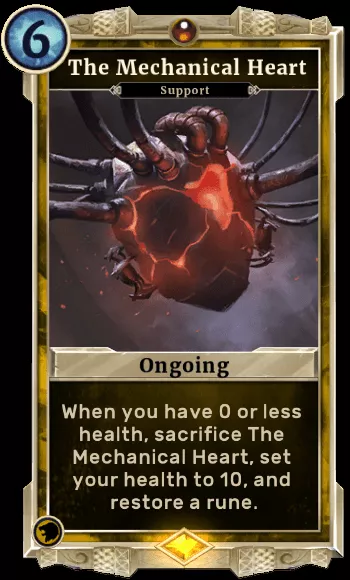 6
The Mechanical Heart
Support
Ongoing
When you have 0 or less
health, sacrifice The
Mechanical Heart, set
your health to 10, and
restore a rune.